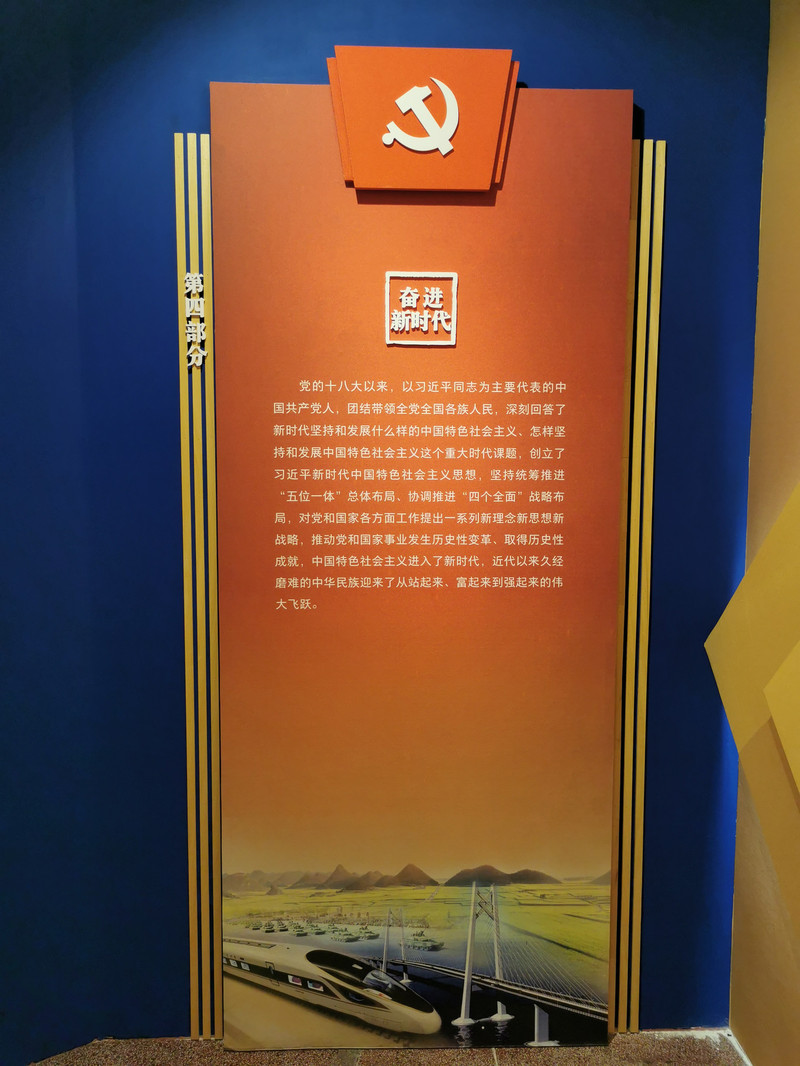 第四部分
奋进
新时代
党的十八大以来，以习近平同志为主要代表的中
国共产党人，团结带领全党全国各族人民，深刻回答了
新时代坚持和发展什么样的中国特色社会主义、怎样坚
持和发展中国特色社会主义这个重大时代课题，创立了
习近平新时代中国特色社会主义思想，坚持统筹推进
“五位一体”总体布局、协调推进“四个全面”战略布
局，对党和国家各方面工作提出一系列新理念新思想新
战略，推动党和国家事业发生历史性变革、取得历史性
成就，中国特色社会主义进入了新时代，近代以来久经
磨难的中华民族迎来了从站起来、富起来到强起来的伟
大飞跃。